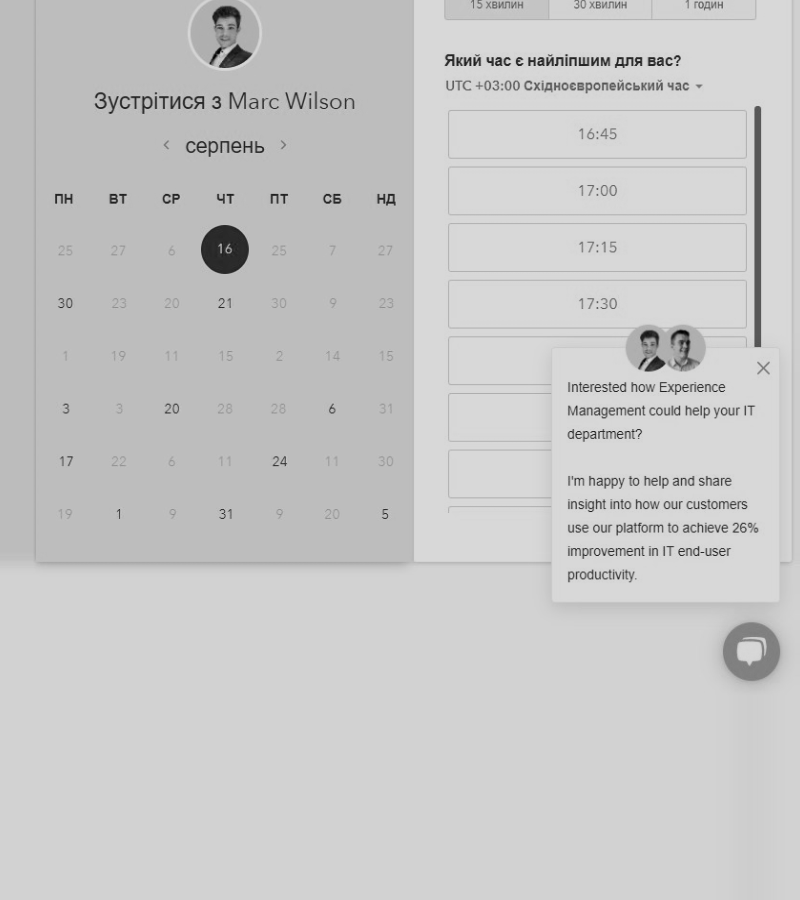 15 хвилин
30 хвилин
1 годин
Зустрітися з Marc Wilson
серпень
ПН ВТ СР ЧТ ПТ СБ НД
25 27 6 16 25 7 27
30 23 20 21 30 9 23
1 19 11 15 2 14 15
3 3 20 28 28 6 31
17 22 6 11 24 11 30
19 1 9 31 9 20 5
Який час є найліпшим для вас?
UTC +03:00 Східноєвропейський час
16:45
17:00
17:15
17:30
Interested how Experience
Management could help your IT
department?
I'm happy to help and share
insight into how our customers
use our platform to achieve 26%
improvement in IT end-user
productivity.